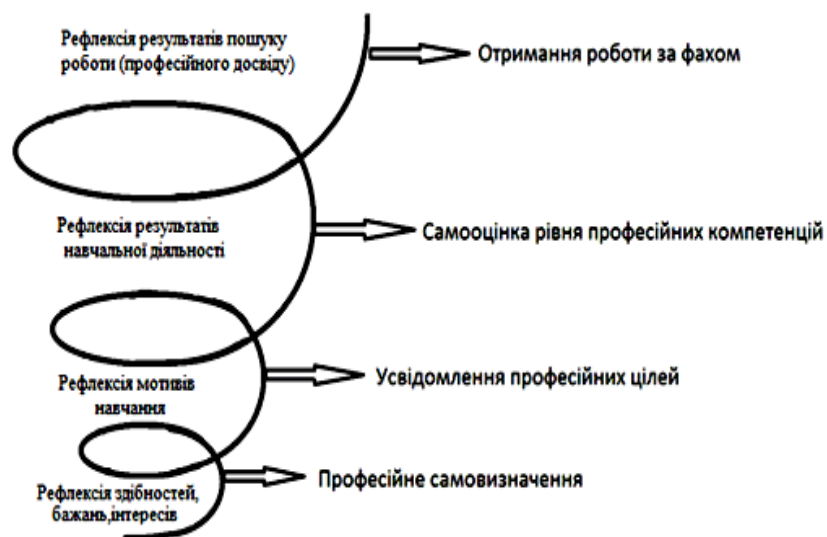 Рефлексія результатів пошуку
роботи (професійного досвіду)
Отримання роботи за фахом
Рефлексія результатів
навчальної діяльності
Самооцінка рівня професійних компетенцій
Рефлексія мотивів
навчання
Усвідомлення професійних цілей
Рефлексія здібностей,
бажань,інтересів
Професійне самовизначення